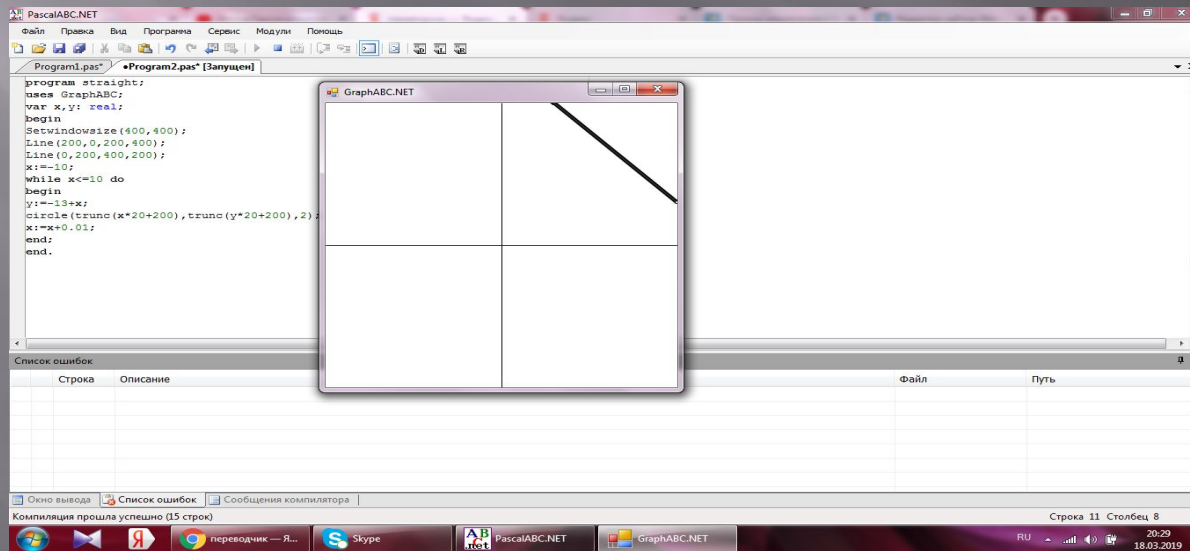 PascalABC.NET
Файл Правка Вид Программа Сервис Модули Помощь
Program1.pas* •Program2.pas* [Запущен]
program straight;
uses GraphABC;
var x,y: real;
begin
Setwindowsize(400,400);
Line(200,0,200,400);
Line(0,200,400,200);
x:=-10;
while x<=10 do
begin
y:=-13+x;
circle(trunc(x*20+200),trunc(y*20+200),2);
x:=x+0.01;
end;
end.
GraphABC.NET
Список ошибок
Строка Описание Файл Путь
Окно вывода Список ошибок Сообщения компилятора
Компиляция прошла успешно (15 строк) Строка 11 Столбец 8
переводчик — Я... Skype PascalABC.NET GraphABC.NET RU 20:29
18.03.2019